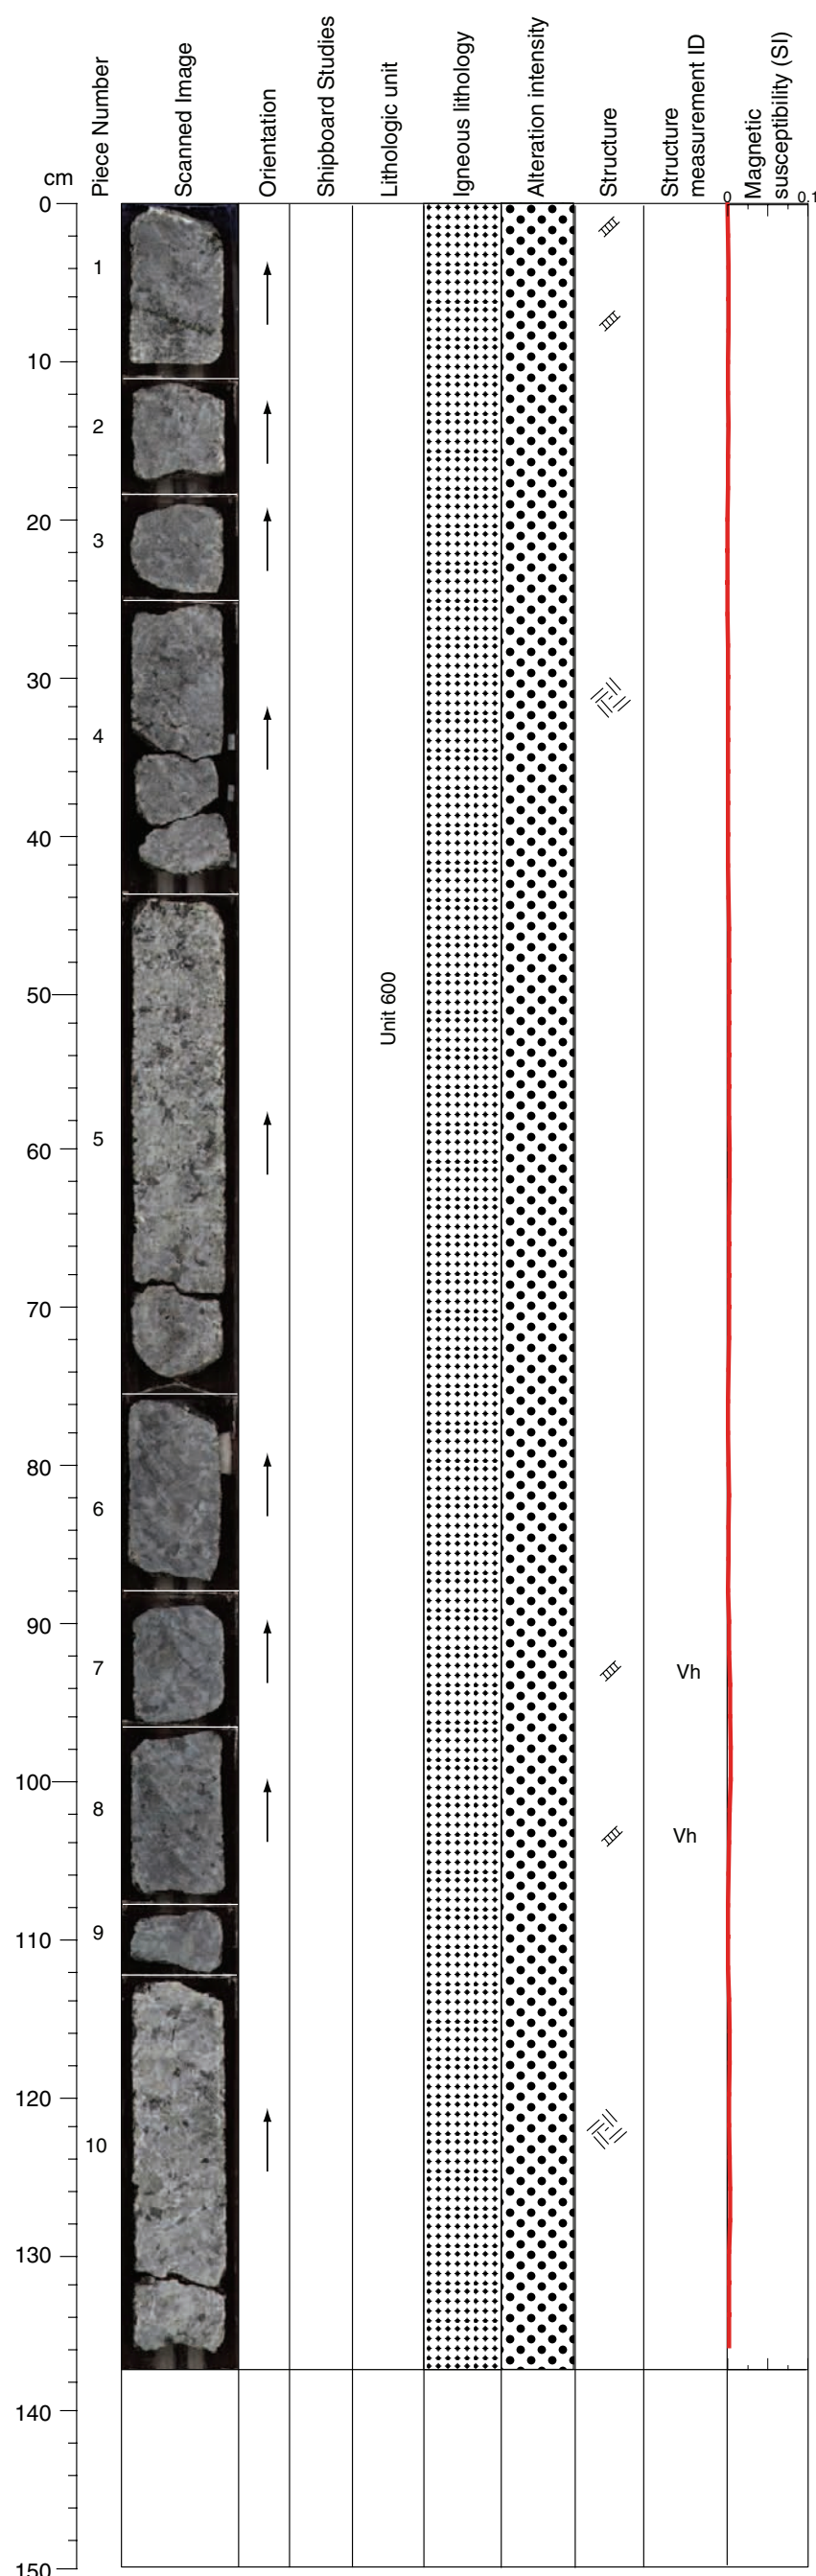 cm
Piece Number
Scanned Image
Orientation
Shipboard Studies
Lithologic unit
Igneous lithology
Alteration intensity
Structure
Structure
measurement ID
Magnetic
susceptibility (SI)
0
0.1
0
1
10
2
20
3
30
4
40
50
Unit 600
5
60
70
80
6
90
7
Vh
100
8
Vh
9
110
120
10
130
140
150